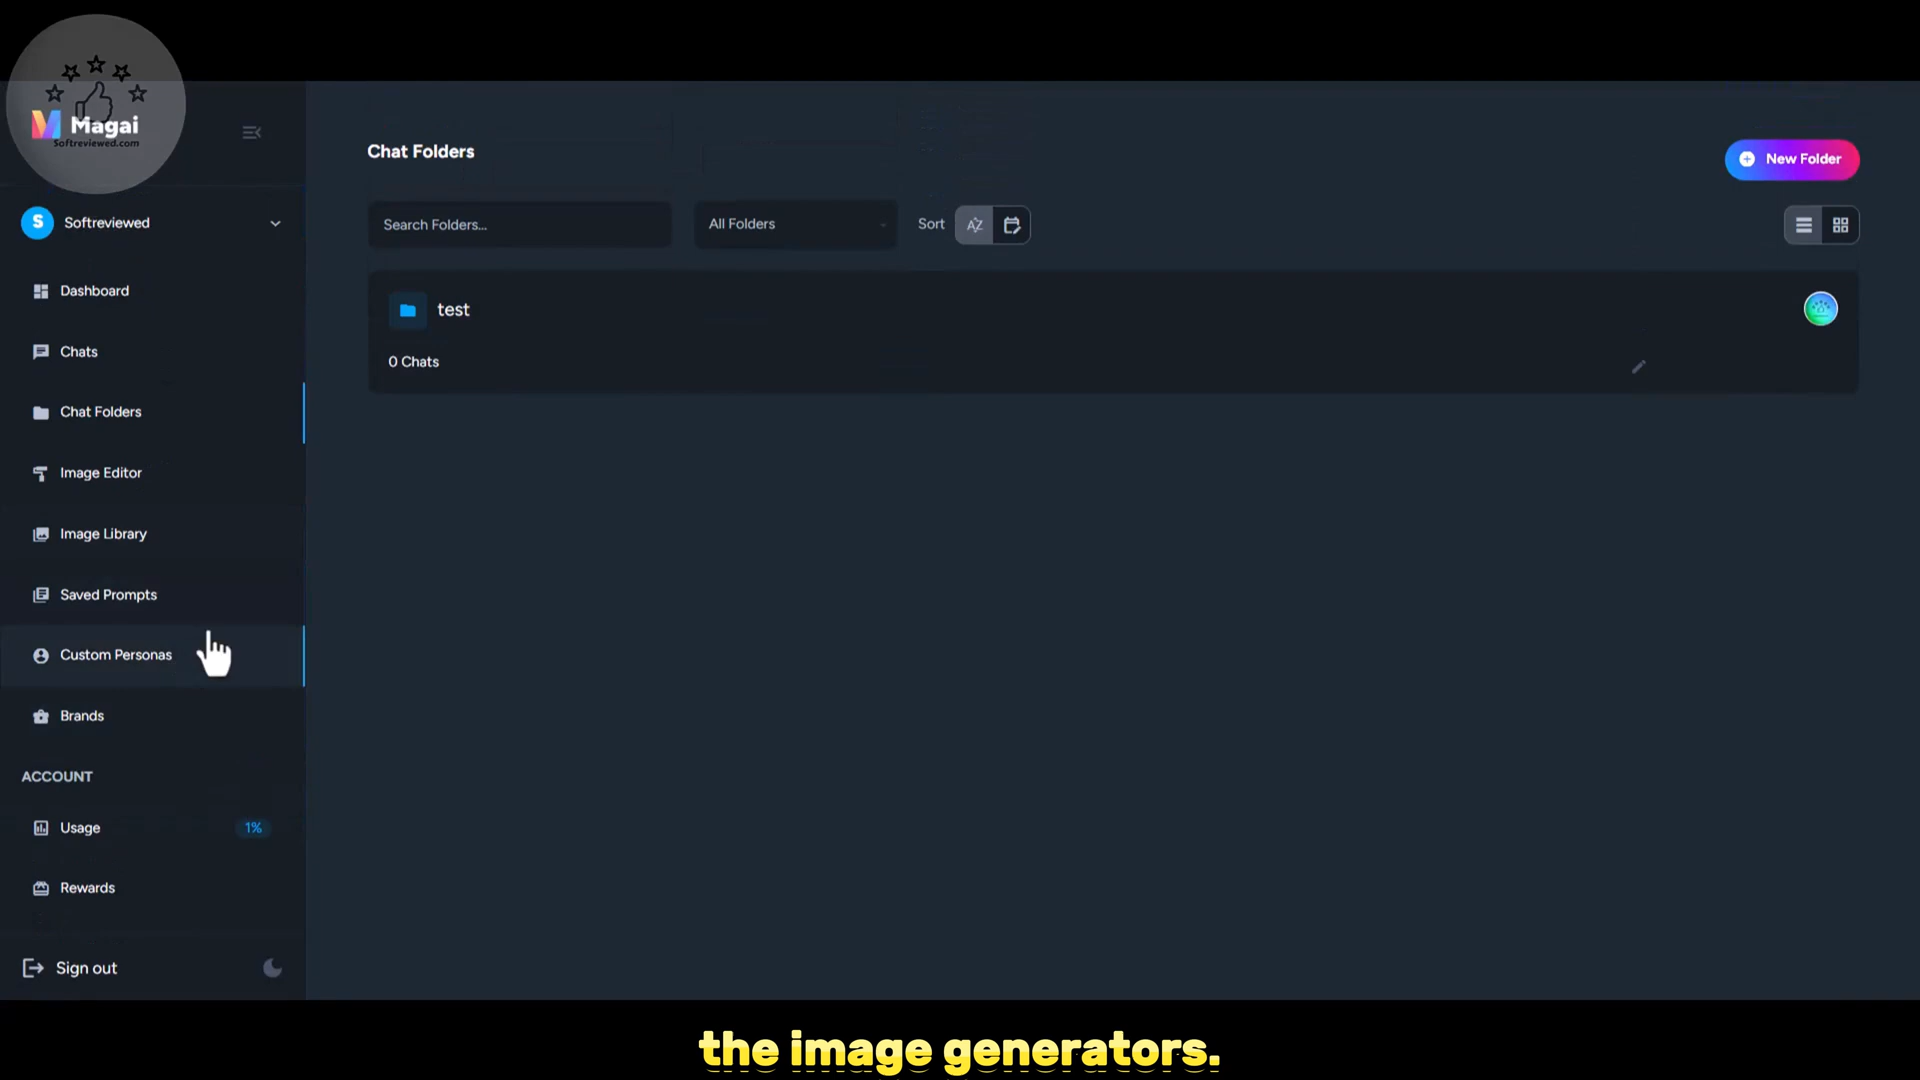 Magai
Softreviewed.com
Chat Folders
New Folder
S
Softreviewed
Search Folders...
All Folders
Sort
AZ
Dashboard
test
Chats
0 Chats
Chat Folders
Image Editor
Image Library
Saved Prompts
Custom Personas
Brands
ACCOUNT
Usage
1%
Rewards
Sign out
the image generators.